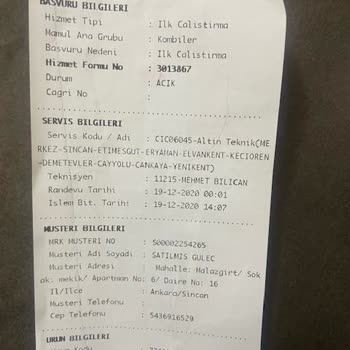 BASVURU BILGILERI
Hizmet Tipi : Ilk Calistirma
Mamul Ana Grubu : Kombiler
Basvuru Nedeni : Ilk Calistirma
Hizmet Formu No : 3013867
Durum : ACIK
Cagri No :
SERVIS BILGILERI
Servis Kodu / Adi : CIC06045-Altin Teknik(ME
RKEZ-SINCAN-ETIMESGUT-ERYAMAN-ELVANKENT-KECIOREN
-DEMETEVLER-CAYYOLU-CANKAYA-YENIKENT)
Teknisyen : 11215-MEHMET BILICAN
Randevu Tarihi : 19-12-2020 00:01
Islem Bit. Tarihi : 19-12-2020 14:07
MUSTERI BILGILERI
MRK MUSTERI NO : S00002254265
Musteri Adi Soyadi : SATILMIS GULEC
Musteri Adresi : Mahalle: Malazgirt/ Sok
ak: mekik/ Apartman No: 6/ Daire No: 16
Il/Ilce : Ankara/Sincan
Musteri Telefonu :
Cep Telefonu : 5436916529
URUN BILGILERI